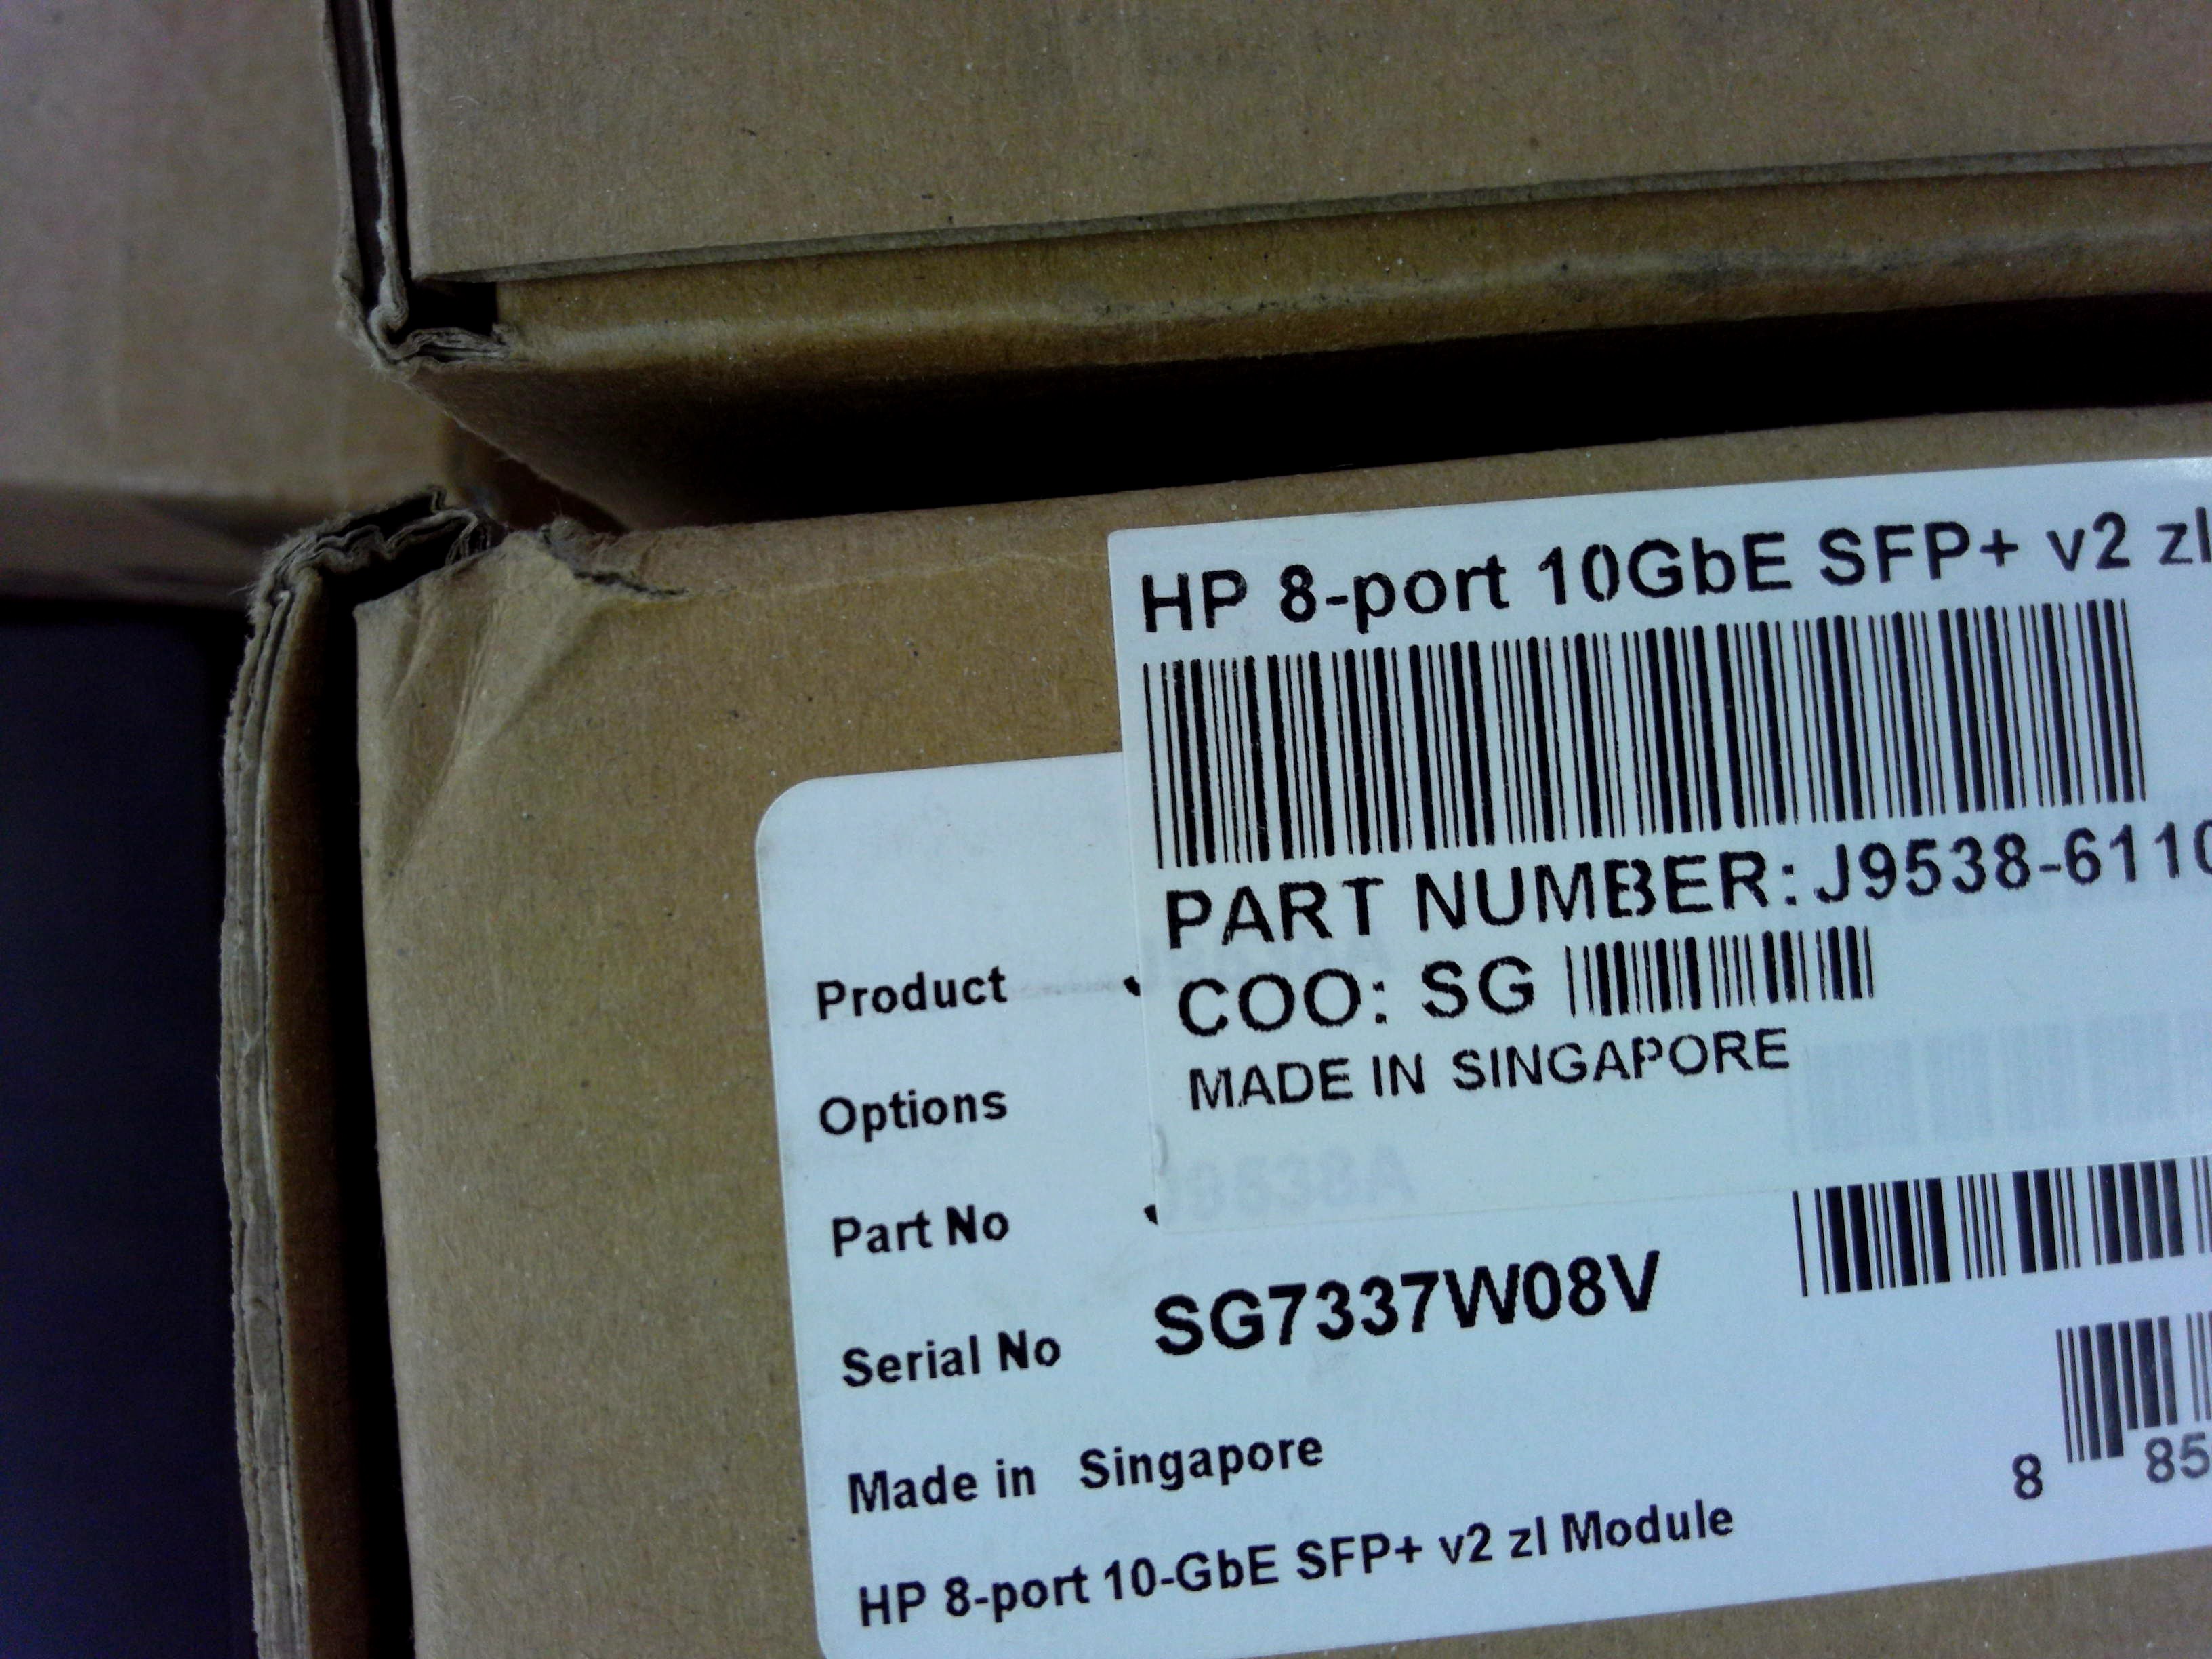 HP 8-port 10GbE SFP+ v2 zl
PART NUMBER: J9538-6110
COO: SG
MADE IN SINGAPORE
Product
Options
Part No
Serial No SG7337W08V
Made in Singapore
8 85
HP 8-port 10-GbE SFP+ v2 zl Module